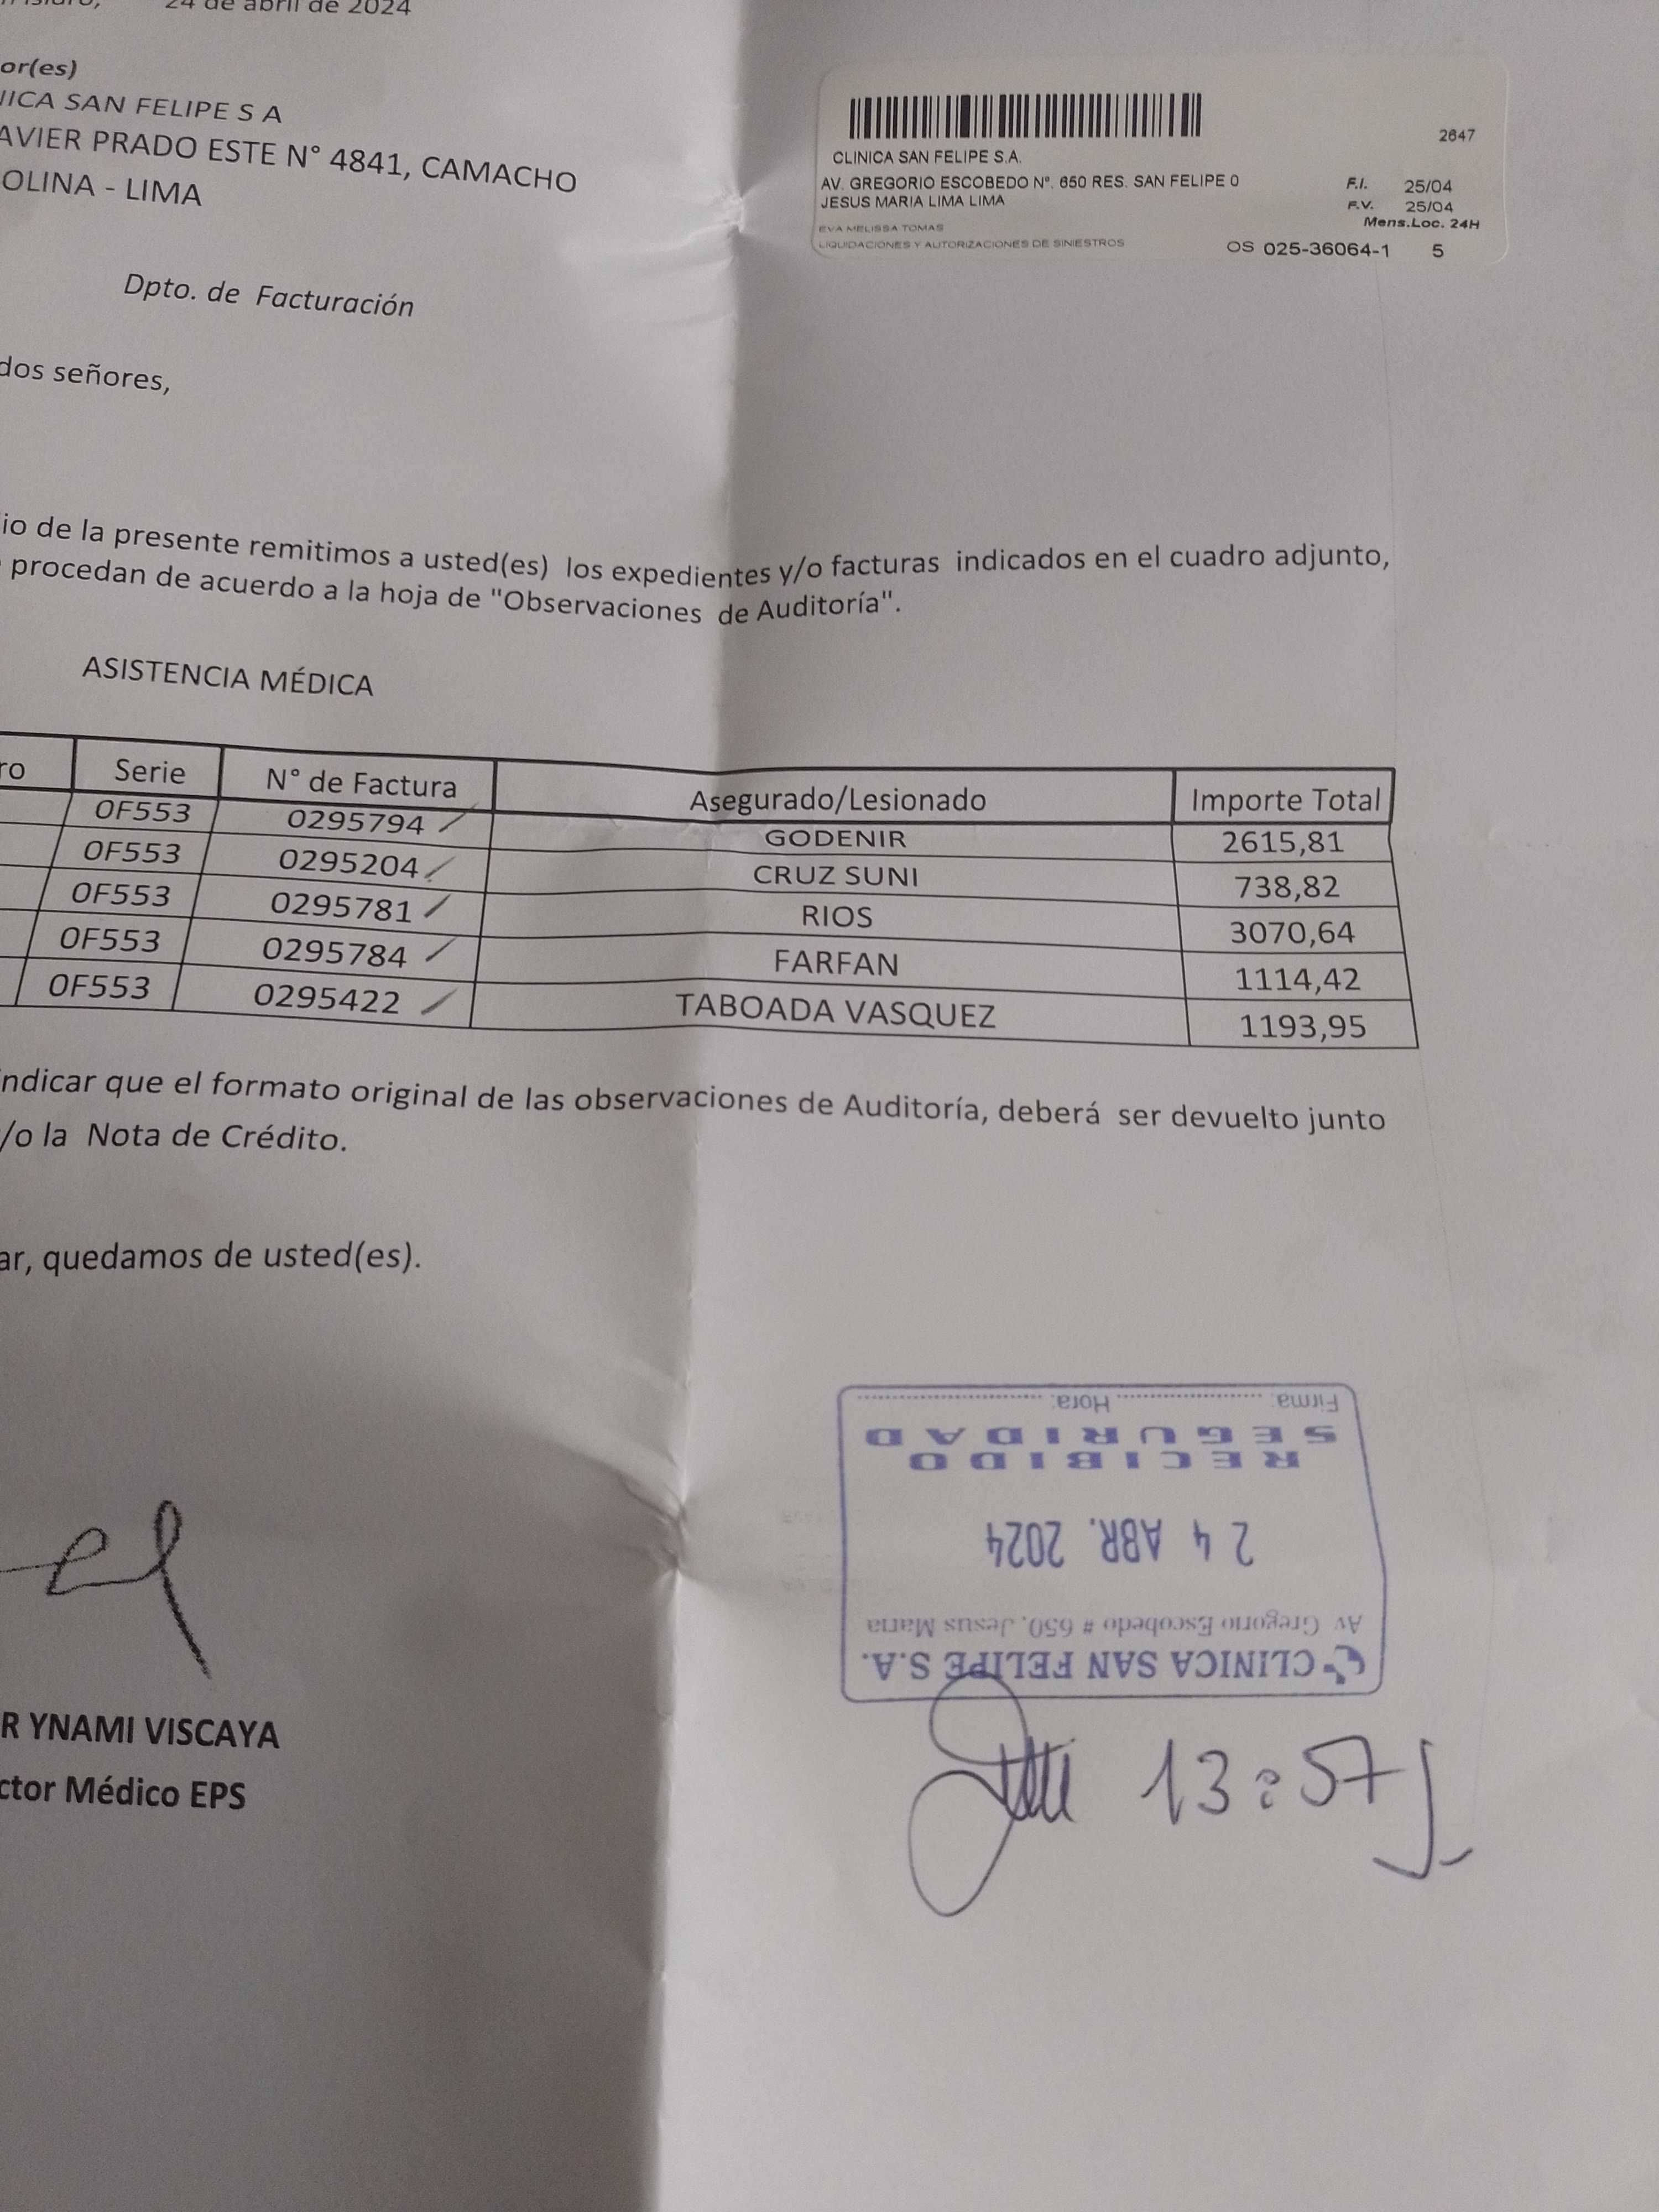 24 de abril de 2024
or(es)
NICA SAN FELIPE S A
AVIER PRADO ESTE N° 4841, CAMACHO
OLINA - LIMA
2647
CLINICA SAN FELIPE S.A.
AV. GREGORIO ESCOBEDO Nº. 650 RES. SAN FELIPE 0
JESUS MARIA LIMA LIMA
F.I. 25/04
F.V. 25/04
Mens.Loc. 24H
EVA MELISSA TOMAS
LIQUIDACIONES Y AUTORIZACIONES DE SINIESTROS
OS 025-36064-1 5
Dpto. de Facturación
dos señores,
io de la presente remitimos a usted(es) los expedientes y/o facturas indicados en el cuadro adjunto,
procedan de acuerdo a la hoja de "Observaciones de Auditoría".
ASISTENCIA MÉDICA
ro Serie N° de Factura Asegurado/Lesionado Importe Total
0F553 0295794 GODENIR 2615,81
0F553 0295204 CRUZ SUNI 738,82
0F553 0295781 RIOS 3070,64
0F553 0295784 FARFAN 1114,42
0F553 0295422 TABOADA VASQUEZ 1193,95
indicar que el formato original de las observaciones de Auditoría, deberá ser devuelto junto
/o la Nota de Crédito.
ar, quedamos de usted(es).
R YNAMI VISCAYA
ctor Médico EPS
CLINICA SAN FELIPE S.A.
Av Gregorio Escobedo # 650, Jesus Maria
24 ABR. 2024
RECIBIDO
SEGURIDAD
Firma: Hora:
13:57